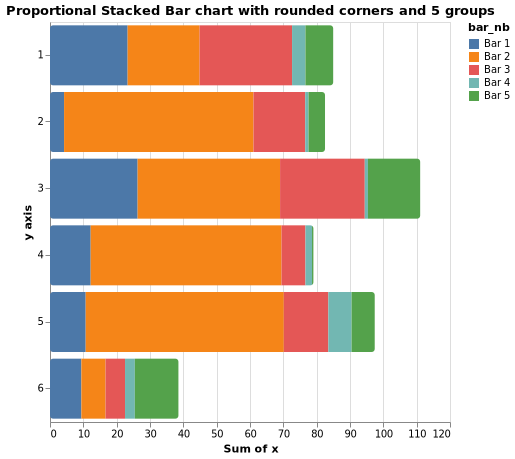 Proportional Stacked Bar chart with rounded corners and 5 groups
bar_nb
Bar 1
Bar 2
Bar 3
Bar 4
Bar 5
y axis
1
2
3
4
5
6
0 10 20 30 40 50 60 70 80 90 100 110 120
Sum of x